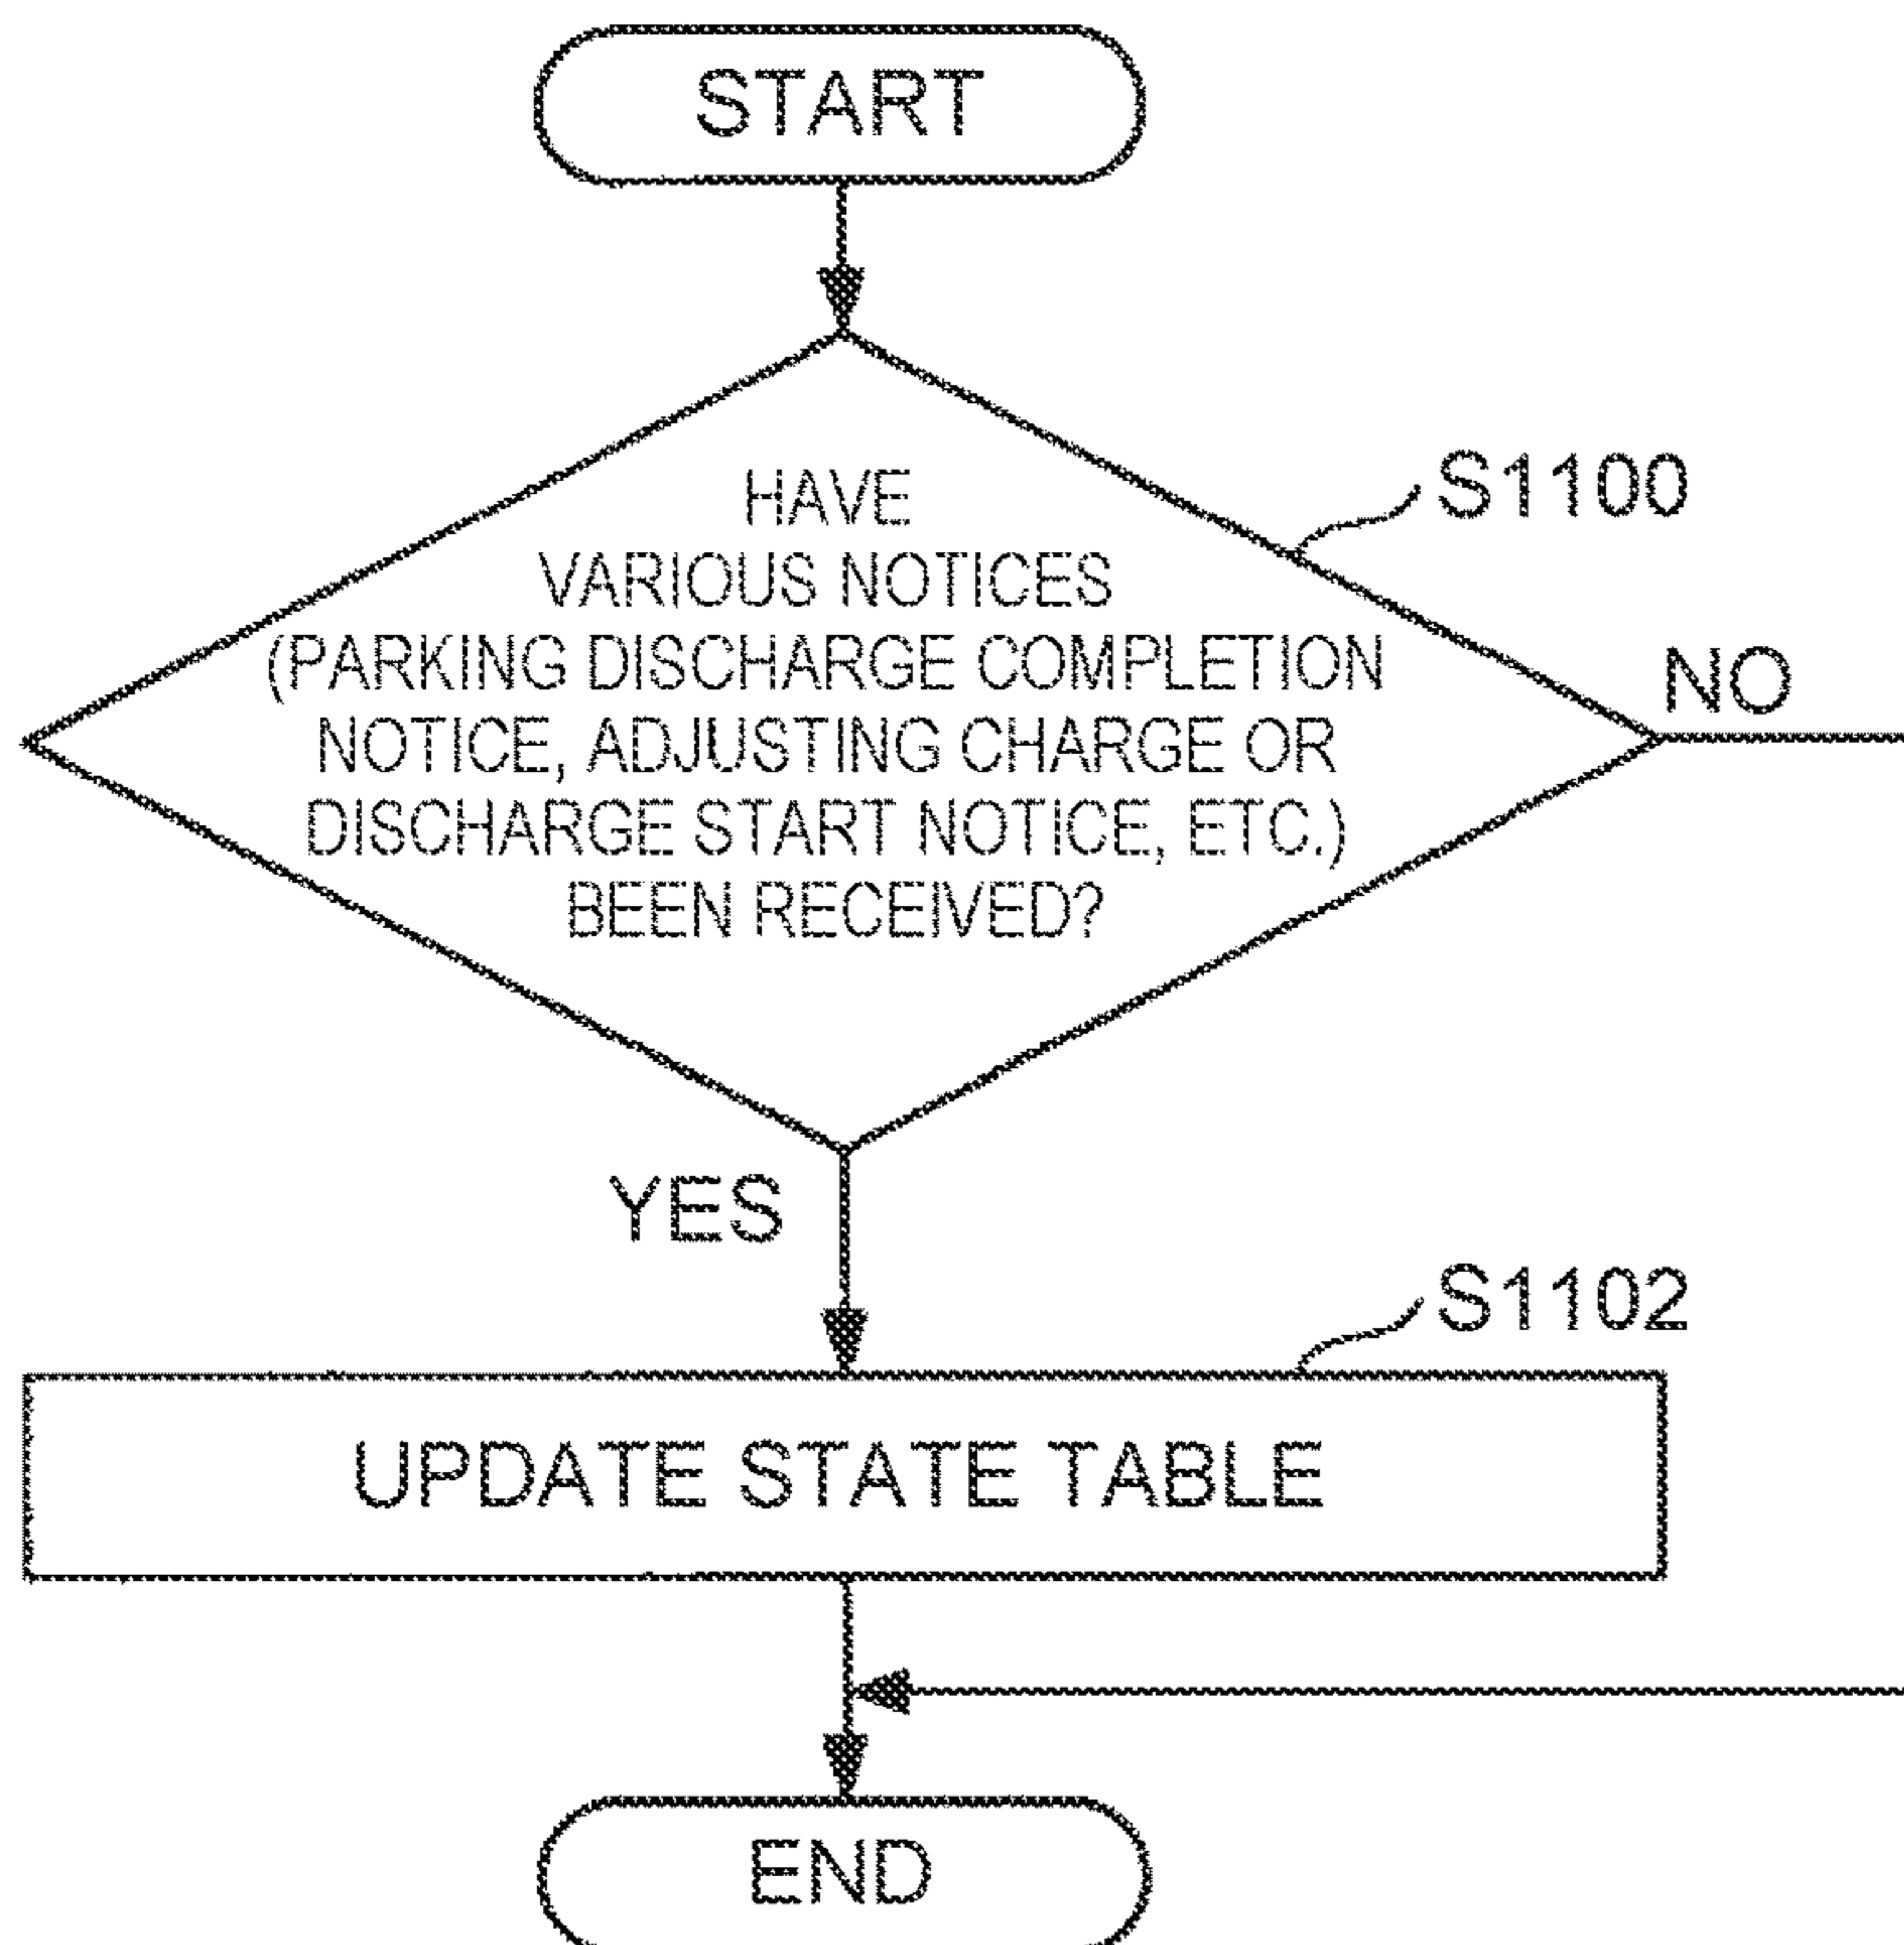 START
HAVE
VARIOUS NOTICES
(PARKING DISCHARGE COMPLETION
NOTICE, ADJUSTING CHARGE OR
DISCHARGE START NOTICE, ETC.)
BEEN RECEIVED?
S1100
NO
YES
S1102
UPDATE STATE TABLE
END